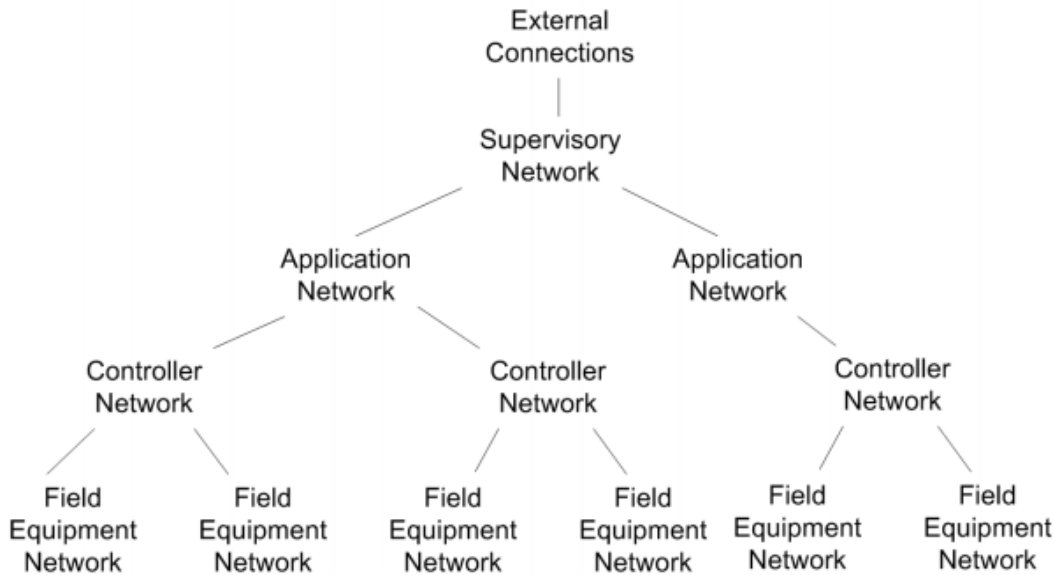 External
Connections
Supervisory
Network
Application
Network
Application
Network
Controller
Network
Controller
Network
Controller
Network
Field
Equipment
Network
Field
Equipment
Network
Field
Equipment
Network
Field
Equipment
Network
Field
Equipment
Network
Field
Equipment
Network